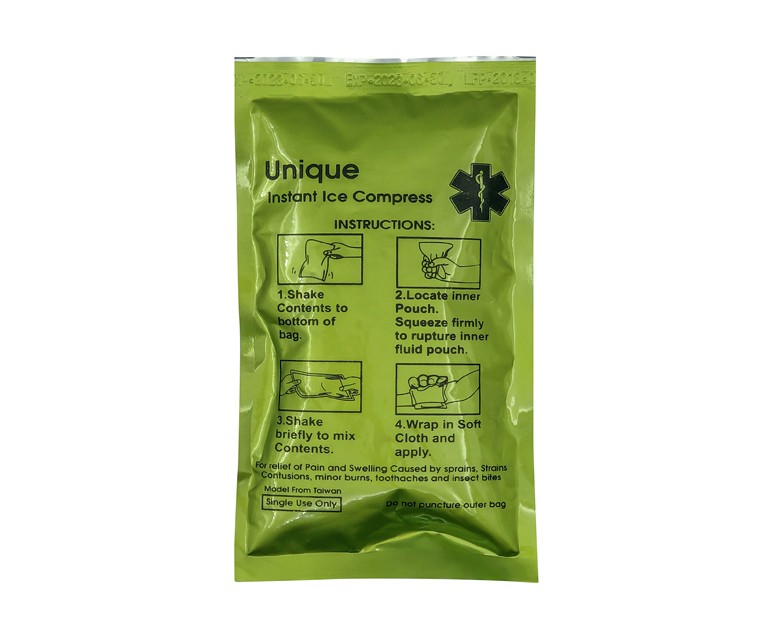 Unique
Instant Ice Compress
INSTRUCTIONS:
1.Shake
Contents to
bottom of
bag.
2.Locate inner
Pouch.
Squeeze firmly
to rupture inner
fluid pouch.
3.Shake
briefly to mix
Contents.
4.Wrap in Soft
Cloth and
apply.
For relief of Pain and Swelling Caused by sprains, Strains
Contusions, minor burns, toothaches and insect bites
Model From Taiwan
Single Use Only
Do not puncture outer bag